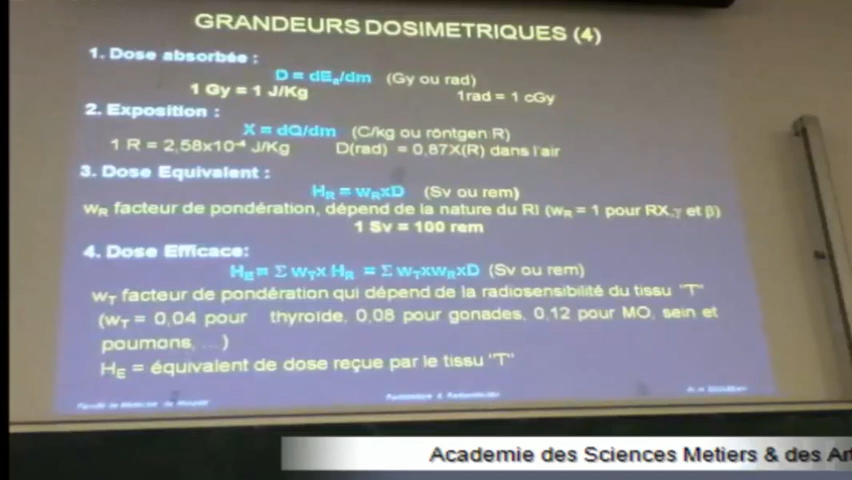 GRANDEURS DOSIMETRIQUES (4)
1. Dose absorbée :
D = dEa/dm (Gy ou rad)
1 Gy = 1 J/Kg 1rad = 1 cGy
2. Exposition :
X = dQ/dm (C/kg ou röntgen R)
1 R = 2,58x10⁻⁴ J/Kg D(rad) = 0,87X(R) dans l'air
3. Dose Equivalent :
HR = wRxD (Sv ou rem)
wR facteur de pondération, dépend de la nature du RI (wR = 1 pour RX,γ et β)
1 Sv = 100 rem
4. Dose Efficace:
HE = Σ wTx HR = Σ wTxwRxD (Sv ou rem)
wT facteur de pondération qui dépend de la radiosensibilité du tissu "T"
(wT = 0,04 pour thyroïde, 0,08 pour gonades, 0,12 pour MO, sein et
poumons, ...)
HE = équivalent de dose reçue par le tissu "T"
Academie des Sciences Metiers & des Art